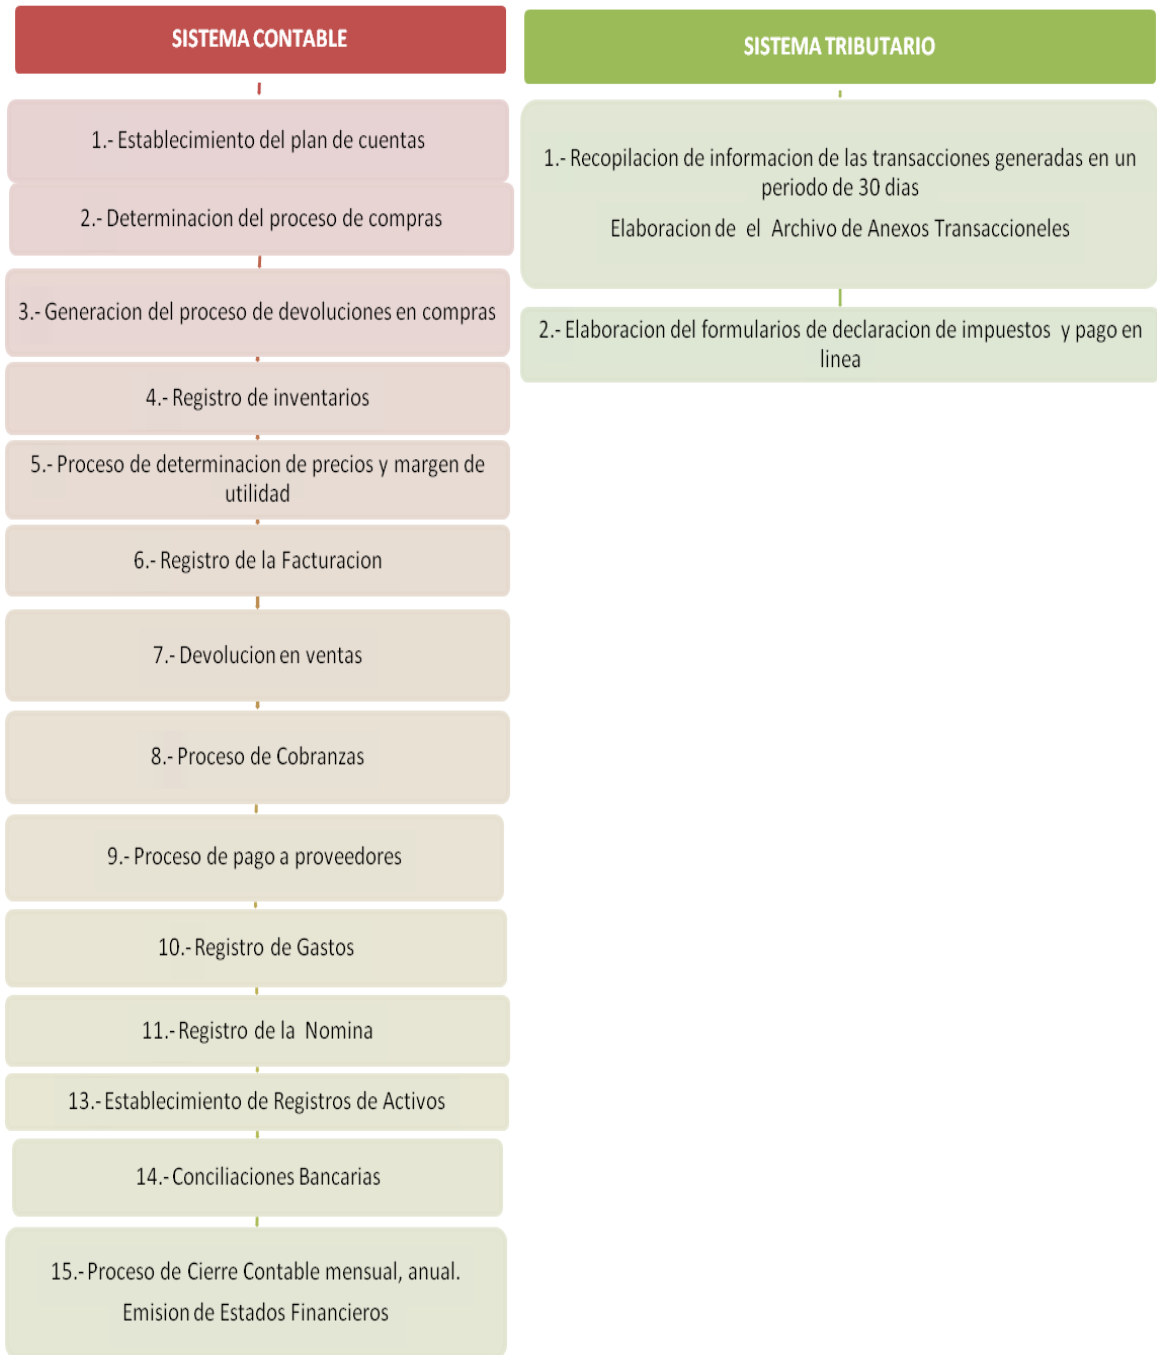 SISTEMA CONTABLE
1.- Establecimiento del plan de cuentas
2.- Determinacion del proceso de compras
3.- Generacion del proceso de devoluciones en compras
4.- Registro de inventarios
5.- Proceso de determinacion de precios y margen de
utilidad
6.- Registro de la Facturacion
7.- Devolucion en ventas
8.- Proceso de Cobranzas
9.- Proceso de pago a proveedores
10.- Registro de Gastos
11.- Registro de la Nomina
13.- Establecimiento de Registros de Activos
14.- Conciliaciones Bancarias
15.- Proceso de Cierre Contable mensual, anual.
Emision de Estados Financieros
SISTEMA TRIBUTARIO
1.- Recopilacion de informacion de las transacciones generadas en un
periodo de 30 dias
Elaboracion de el Archivo de Anexos Transaccioneles
2.- Elaboracion del formularios de declaracion de impuestos y pago en
linea